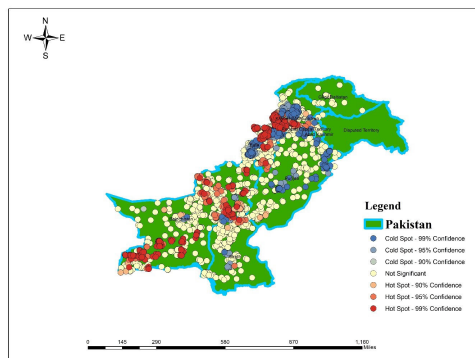 N
W E
S
Disputed Territory
Legend
Pakistan
Cold Spot - 99% Confidence
Cold Spot - 95% Confidence
Cold Spot - 90% Confidence
Not Significant
Hot Spot - 90% Confidence
Hot Spot - 95% Confidence
Hot Spot - 99% Confidence
0 145 290 580 870 1,160
Miles